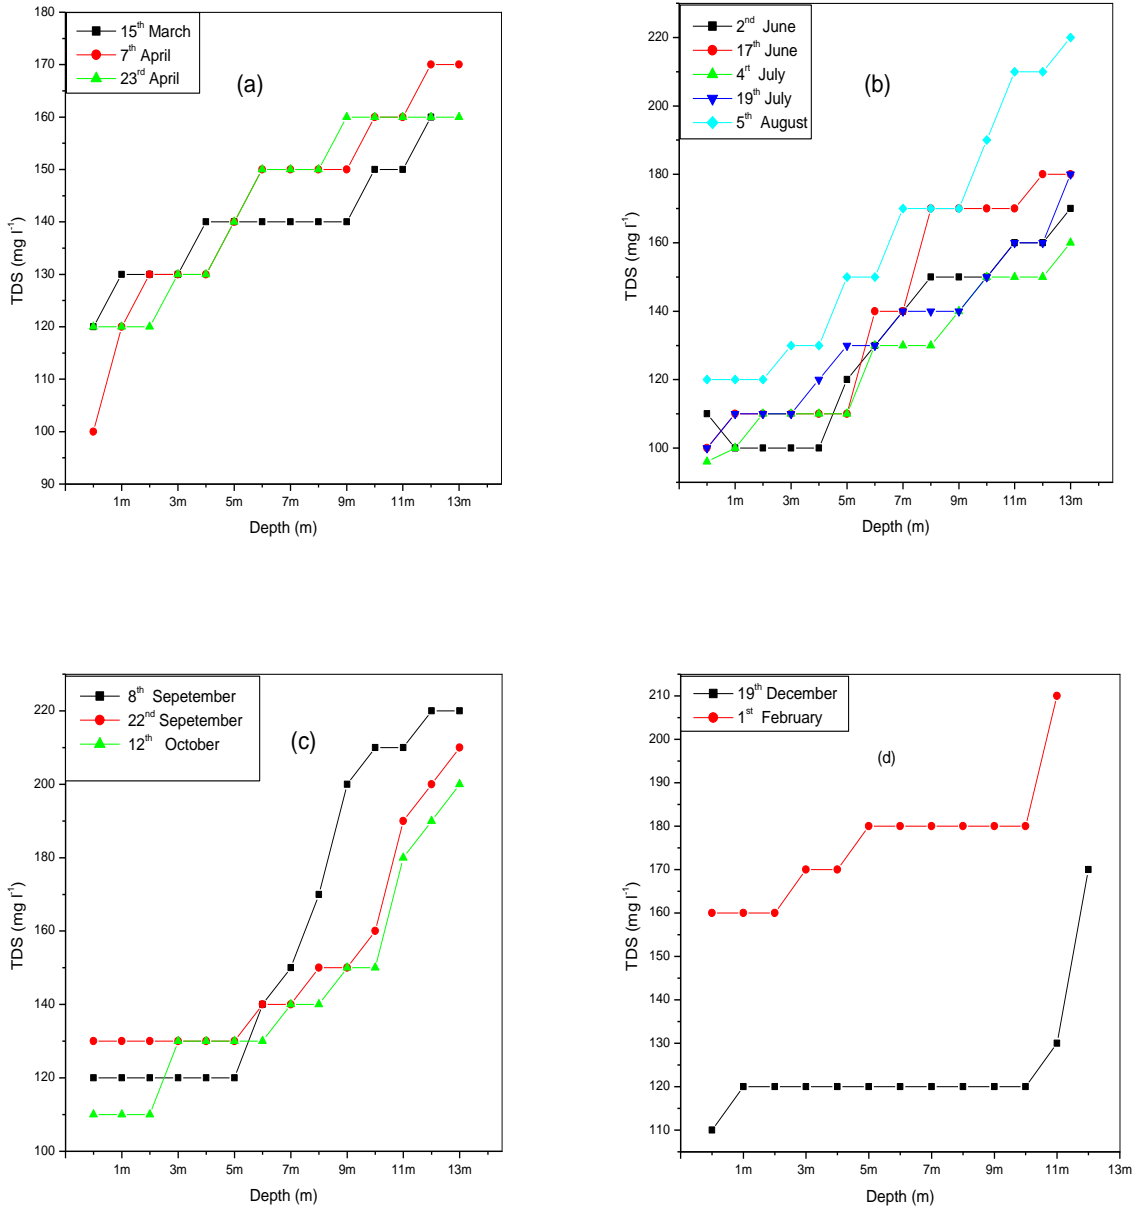 15th March
7th April
23rd April
(a)
170
160
150
140
130
120
110
100
90
TDS (mg l-1)
1m 3m 5m 7m 9m 11m 13m
Depth (m)
2nd June
17th June
4rt July
19th July
5th August
(b)
220
200
180
160
140
120
100
TDS (mg l-1)
1m 3m 5m 7m 9m 11m 13m
Depth (m)
8th Sepetember
22nd Sepetember
12th October
(c)
220
200
180
160
140
120
100
TDS (mg l-1)
1m 3m 5m 7m 9m 11m 13m
Depth (m)
19th December
1st February
(d)
210
200
190
180
170
160
150
140
130
120
110
TDS (mg l-1)
1m 3m 5m 7m 9m 11m 13m
Depth (m)